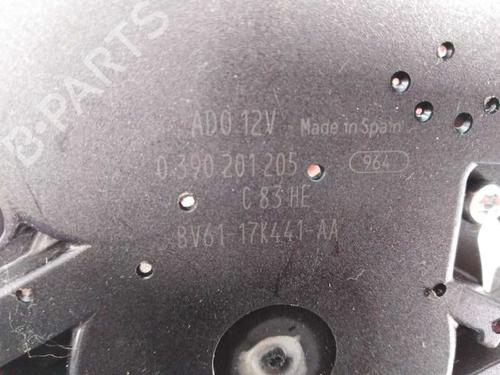 B-PARTS
ADO 12V
Made in Spain
0 390 201 205
964
C 83 HE
BV61-17K441-AA